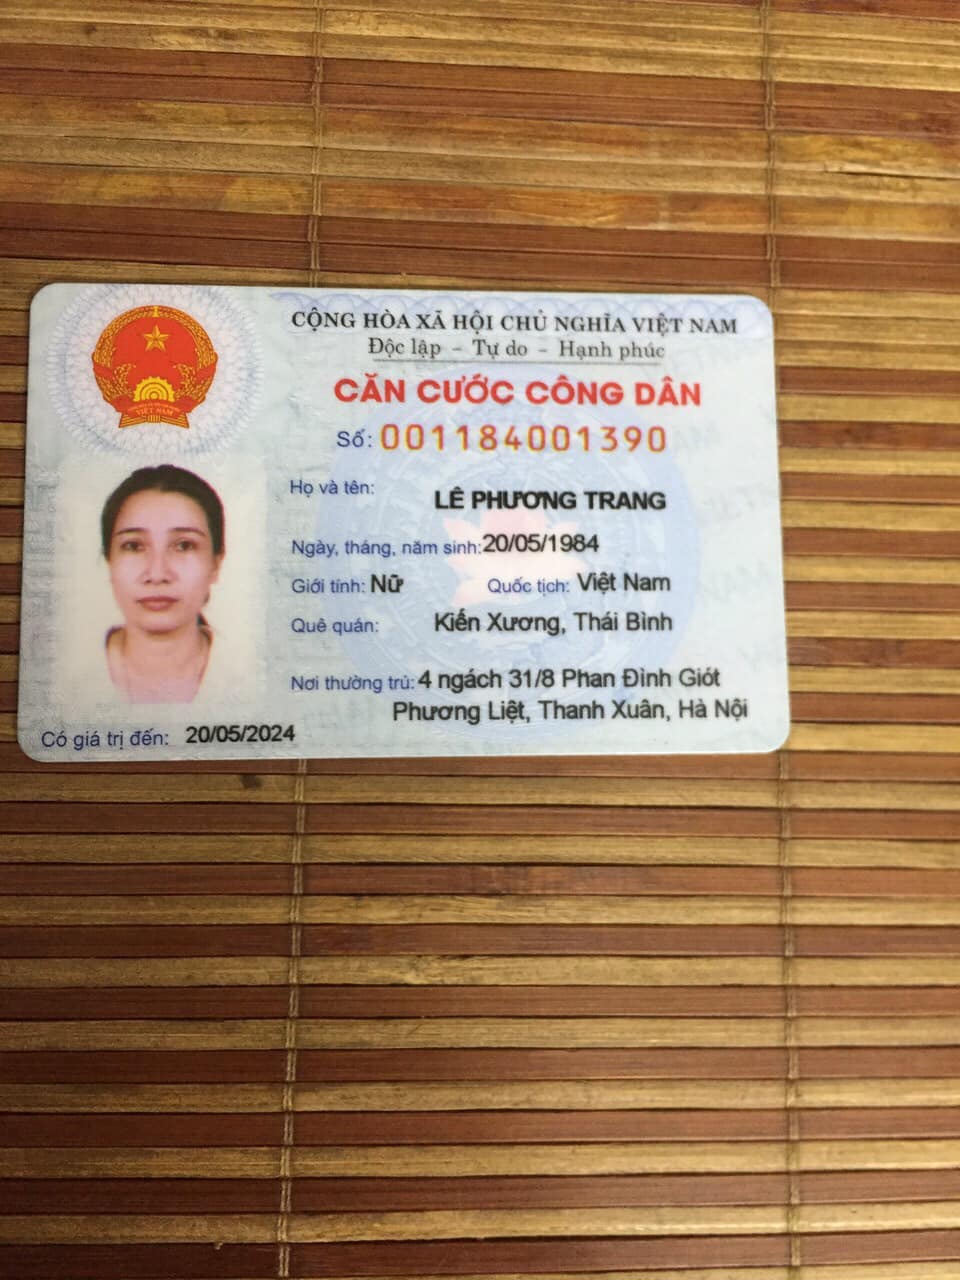 CỘNG HÒA XÃ HỘI CHỦ NGHĨA VIỆT NAM
Độc lập – Tự do – Hạnh phúc
CĂN CƯỚC CÔNG DÂN
Số: 001184001390
Họ và tên: LÊ PHƯƠNG TRANG
Ngày, tháng, năm sinh: 20/05/1984
Giới tính: Nữ Quốc tịch: Việt Nam
Quê quán: Kiến Xương, Thái Bình
Nơi thường trú: 4 ngách 31/8 Phan Đình Giót
Phương Liệt, Thanh Xuân, Hà Nội
Có giá trị đến: 20/05/2024
VIỆT NAM